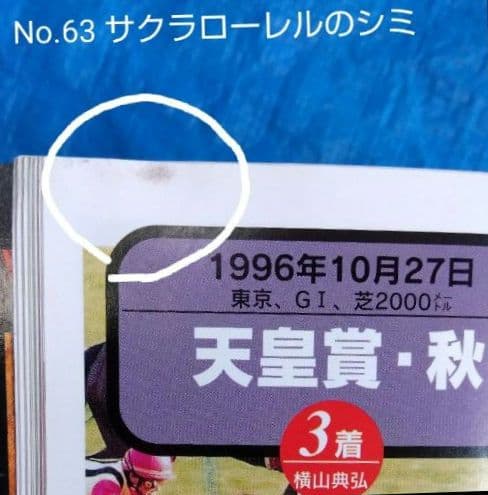 No.63 サクラローレルのシミ
1996年10月27日
東京、GⅠ、芝2000㍍
天皇賞・秋
3着
横山典弘